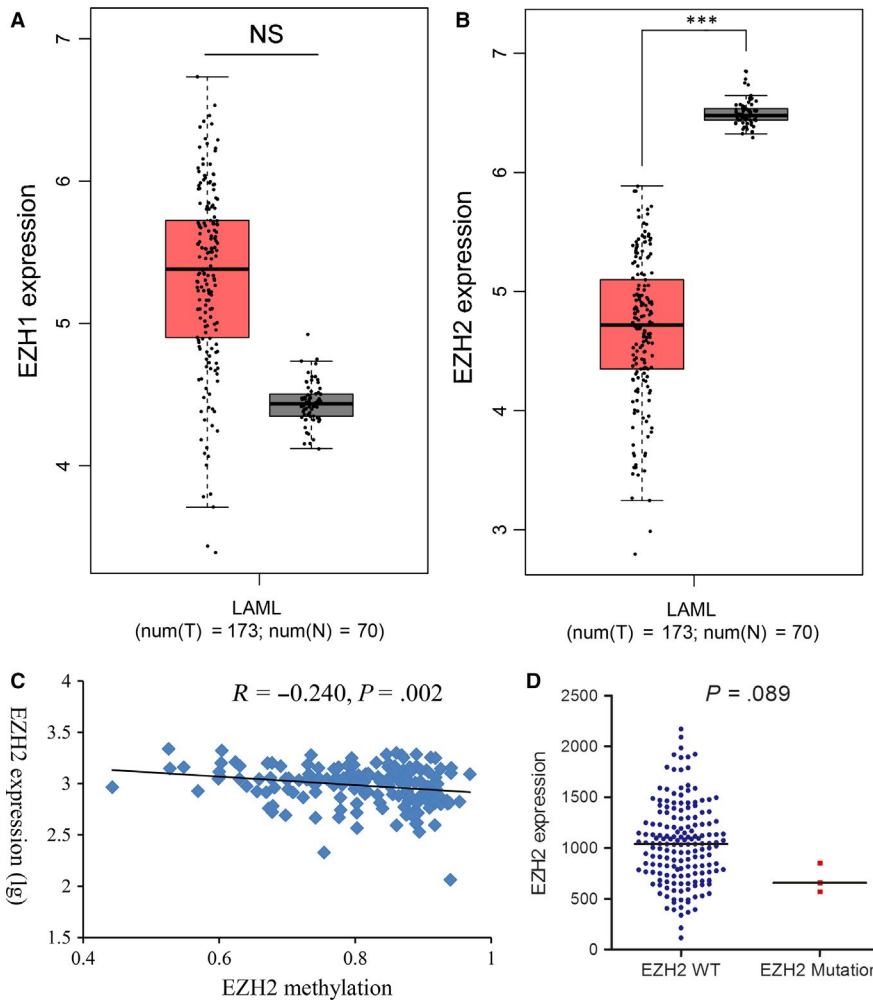 A
NS
EZH1 expression
7
6
5
4
LAML
(num(T) = 173; num(N) = 70)
B
***
EZH2 expression
7
6
5
4
3
LAML
(num(T) = 173; num(N) = 70)
C
R = −0.240, P = .002
EZH2 expression (lg)
4
3.5
3
2.5
2
1.5
0.4
0.6
0.8
1
EZH2 methylation
D
P = .089
EZH2 expression
2500
2000
1500
1000
500
0
EZH2 WT
EZH2 Mutation